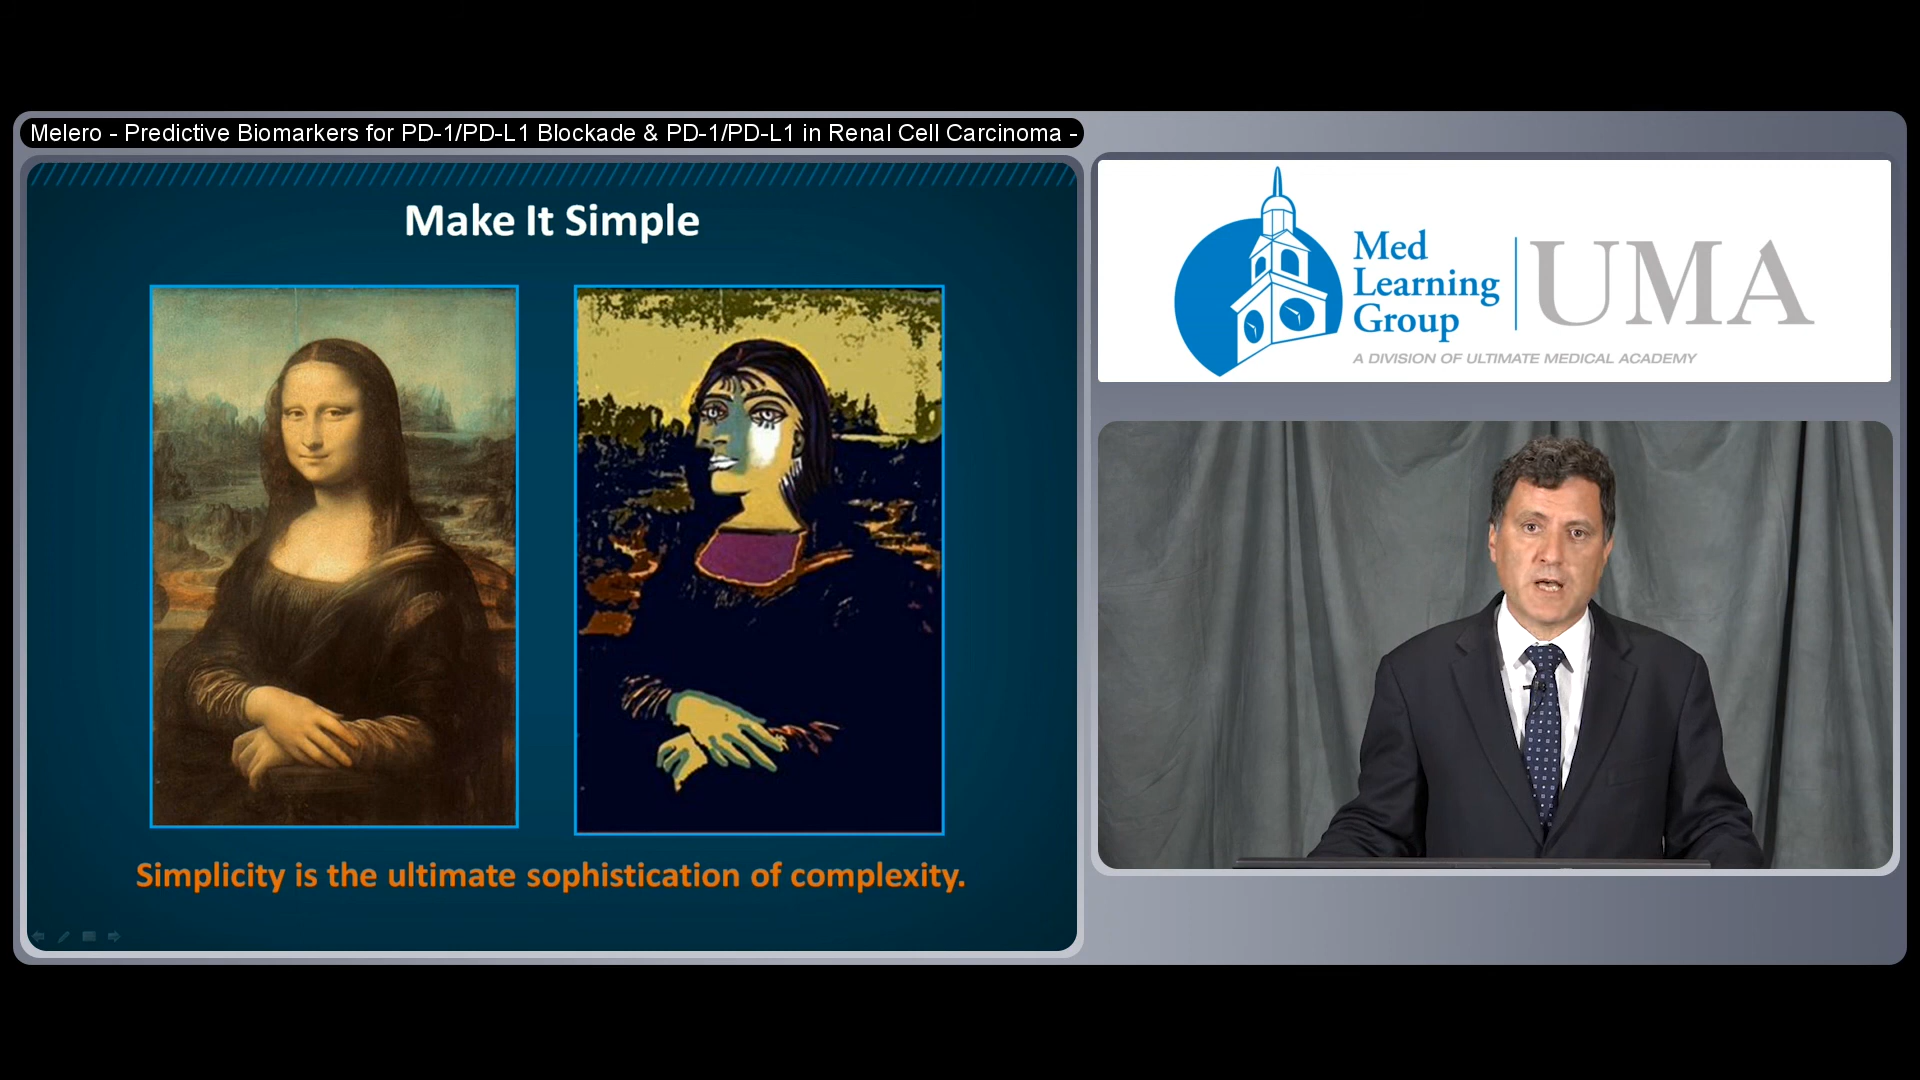 Melero - Predictive Biomarkers for PD-1/PD-L1 Blockade & PD-1/PD-L1 in Renal Cell Carcinoma -
Make It Simple
Simplicity is the ultimate sophistication of complexity.
Med
Learning
Group
UMA
A DIVISION OF ULTIMATE MEDICAL ACADEMY